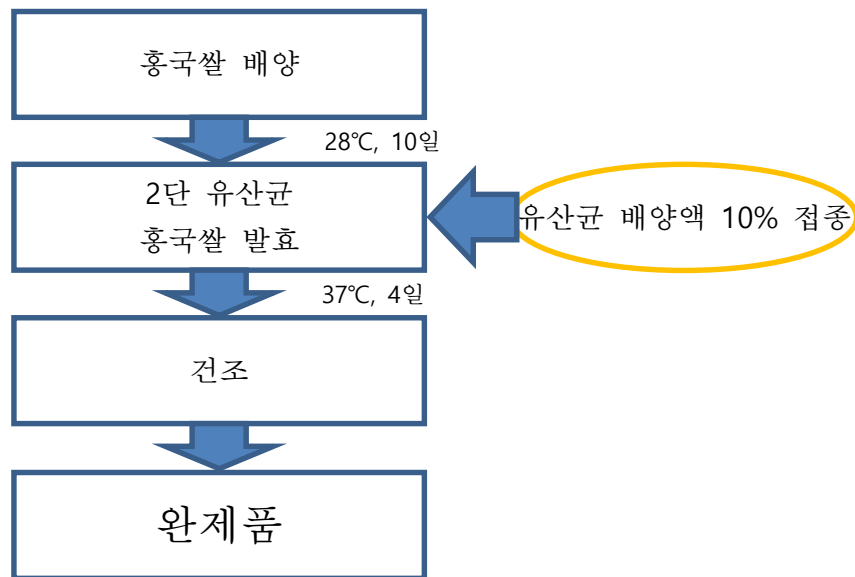 홍국쌀 배양
28℃, 10일
2단 유산균
홍국쌀 발효
유산균 배양액 10% 접종
37℃, 4일
건조
완제품